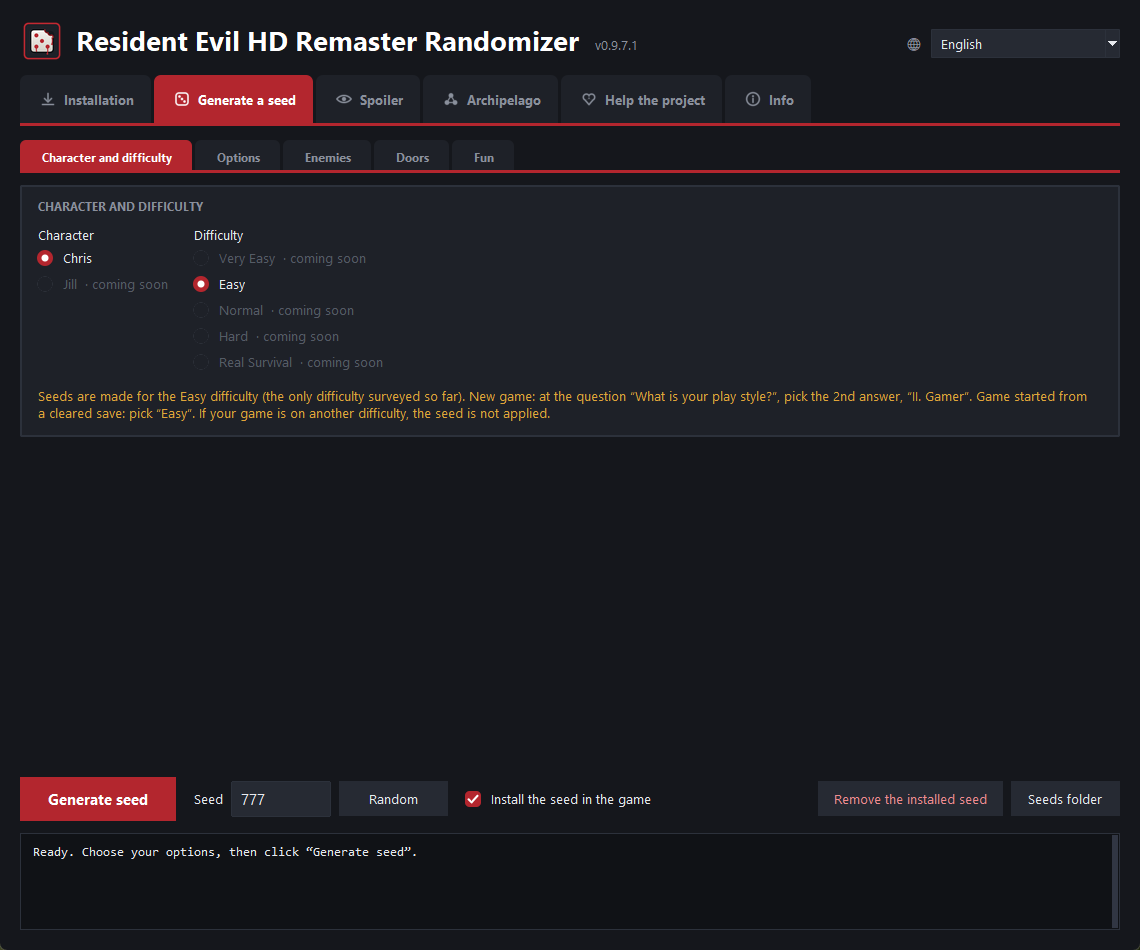 Resident Evil HD Remaster Randomizer v0.9.7.1
English
Installation
Generate a seed
Spoiler
Archipelago
Help the project
Info
Character and difficulty
Options
Enemies
Doors
Fun
CHARACTER AND DIFFICULTY
Character
Chris
Jill · coming soon
Difficulty
Very Easy · coming soon
Easy
Normal · coming soon
Hard · coming soon
Real Survival · coming soon
Seeds are made for the Easy difficulty (the only difficulty surveyed so far). New game: at the question “What is your play style?”, pick the 2nd answer, “II. Gamer”. Game started from
a cleared save: pick “Easy”. If your game is on another difficulty, the seed is not applied.
Generate seed
Seed
777
Random
Install the seed in the game
Remove the installed seed
Seeds folder
Ready. Choose your options, then click “Generate seed”.